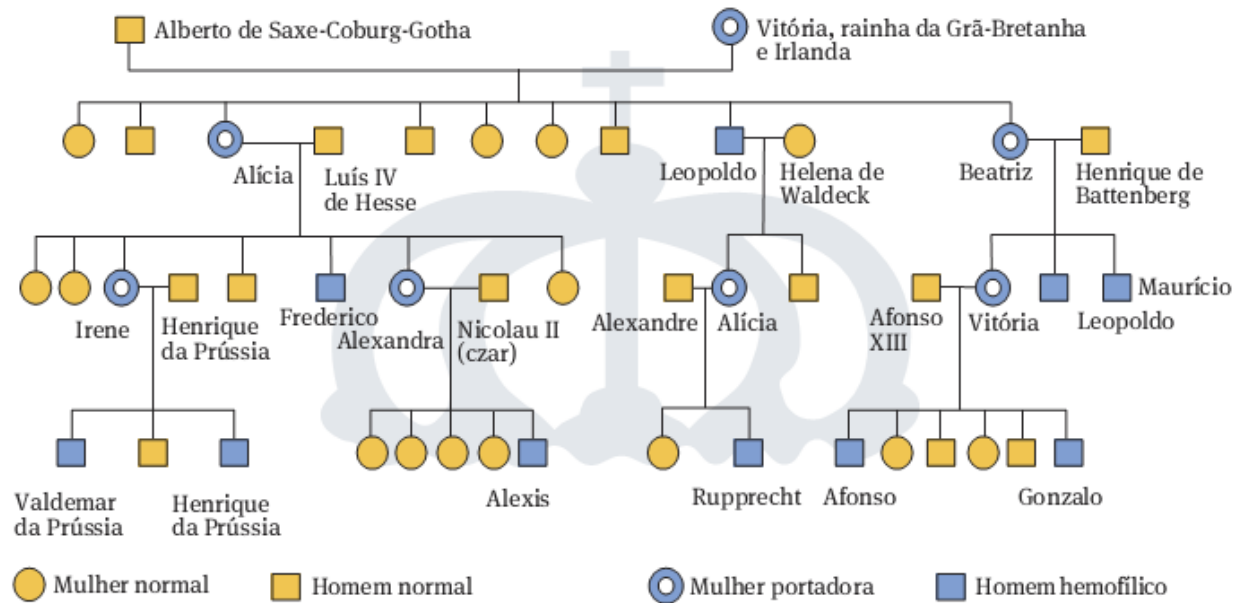 Alberto de Saxe-Coburg-Gotha
Vitória, rainha da Grã-Bretanha
e Irlanda
Alícia
Luís IV
de Hesse
Leopoldo
Helena de
Waldeck
Beatriz
Henrique de
Battenberg
Irene
Henrique
da Prússia
Frederico
Alexandra
Nicolau II
(czar)
Alexandre
Alícia
Afonso
XIII
Vitória
Leopoldo
Maurício
Valdemar
da Prússia
Henrique
da Prússia
Alexis
Rupprecht
Afonso
Gonzalo
Mulher normal
Homem normal
Mulher portadora
Homem hemofílico